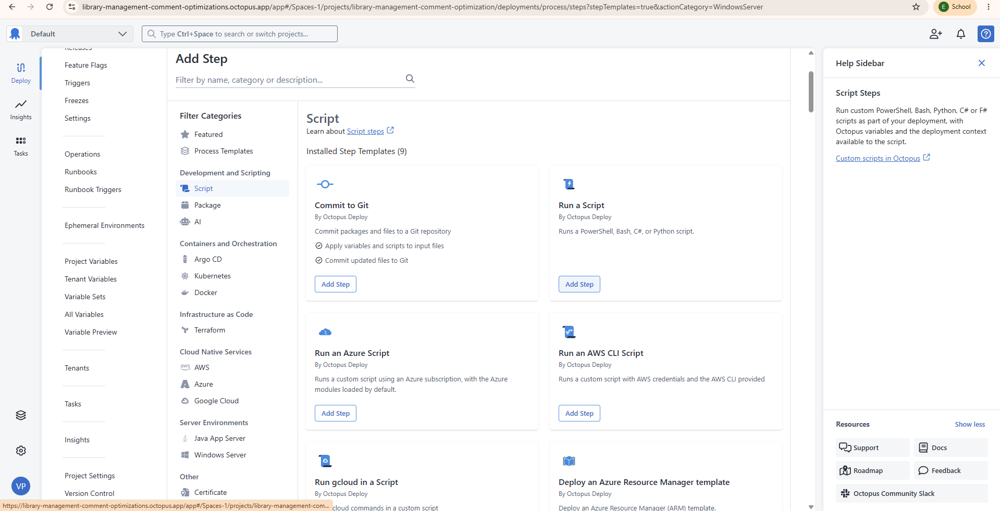 library-management-comment-optimizations.octopus.app/app#/Spaces-1/projects/library-management-comment-optimization/deployments/process/steps?stepTemplates=true&actionCategory=WindowsServer
E School
Default
Type Ctrl+Space to search or switch projects...
Deploy
Insights
Tasks
VP
Releases
Feature Flags
Triggers
Freezes
Settings
Operations
Runbooks
Runbook Triggers
Ephemeral Environments
Project Variables
Tenant Variables
Variable Sets
All Variables
Variable Preview
Tenants
Tasks
Insights
Project Settings
Version Control
Add Step
Filter by name, category or description...
Filter Categories
Featured
Process Templates
Development and Scripting
Script
Package
AI
Containers and Orchestration
Argo CD
Kubernetes
Docker
Infrastructure as Code
Terraform
Cloud Native Services
aws AWS
Azure
Google Cloud
Server Environments
Java App Server
Windows Server
Other
Certificate
Script
Learn about Script steps
Installed Step Templates (9)
Commit to Git
By Octopus Deploy
Commit packages and files to a Git repository
Apply variables and scripts to input files
Commit updated files to Git
Add Step
Run a Script
By Octopus Deploy
Runs a PowerShell, Bash, C#, or Python script.
Add Step
Run an Azure Script
By Octopus Deploy
Runs a custom script using an Azure subscription, with the Azure
modules loaded by default.
Add Step
Run an AWS CLI Script
By Octopus Deploy
Runs a custom script with AWS credentials and the AWS CLI provided
Add Step
Run gcloud in a Script
By Octopus Deploy
cloud commands in a custom script
Deploy an Azure Resource Manager template
By Octopus Deploy
Deploy an Azure Resource Manager (ARM) template.
Help Sidebar
Script Steps
Run custom PowerShell, Bash, Python, C# or F#
scripts as part of your deployment, with
Octopus variables and the deployment context
available to the script.
Custom scripts in Octopus
Resources
Show less
Support
Docs
Roadmap
Feedback
Octopus Community Slack
https://library-management-comment-optimizations.octopus.app/app#/Spaces-1/projects/library-management-com...